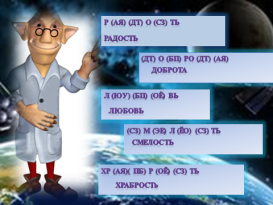 Р (АЯ) (ДТ) О (СЗ) ТЬ
РАДОСТЬ
(ДТ) О (БП) РО (ДТ) (АЯ)
ДОБРОТА
Л (ЮУ) (БП) (ОЁ) ВЬ
ЛЮБОВЬ
(СЗ) М (ЭЕ) Л (ЙО) (СЗ) ТЬ
СМЕЛОСТЬ
ХР (АЯ)( ПБ) Р (ОЁ) (СЗ) ТЬ
ХРАБРОСТЬ